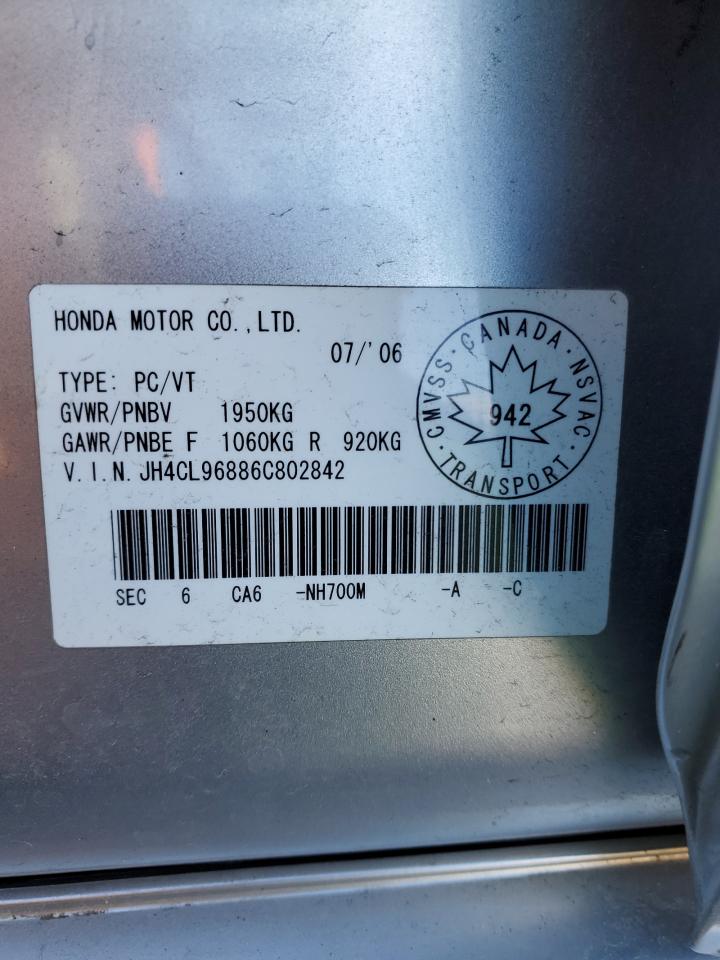 HONDA MOTOR CO.,LTD.
07/'06
TYPE: PC/VT
GVWR/PNBV 1950KG
GAWR/PNBE F 1060KG R 920KG
V.I.N. JH4CL96886C802842
CMVSS · CANADA · NSVAC · TRANSPORT ·
942
SEC 6 CA6 -NH700M -A -C